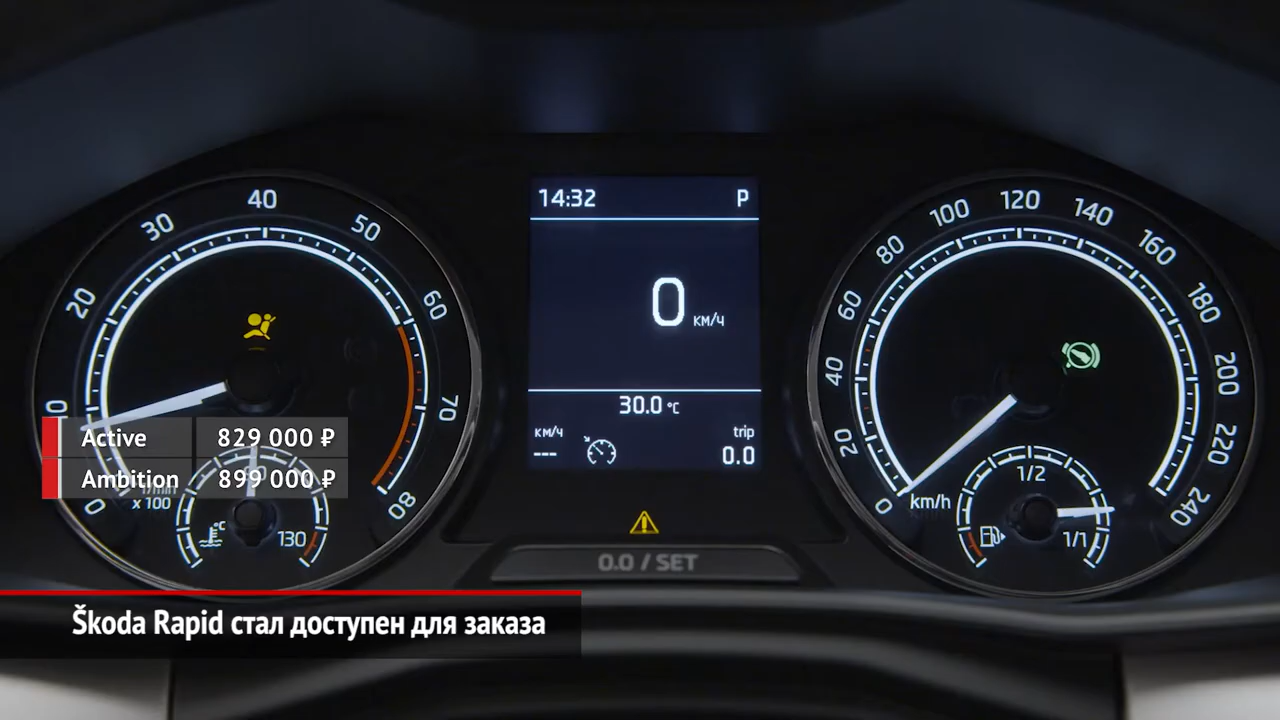 14:32 P
0 км/ч
30.0 °C
км/ч trip
--- 0.0
0.0 / SET
0 10 20 30 40 50 60 70 80
x 100
°C
130
0 20 40 60 80 100 120 140 160 180 200 220 240
km/h
1/2
1/1
Active 829 000 ₽
Ambition 899 000 ₽
Škoda Rapid стал доступен для заказа